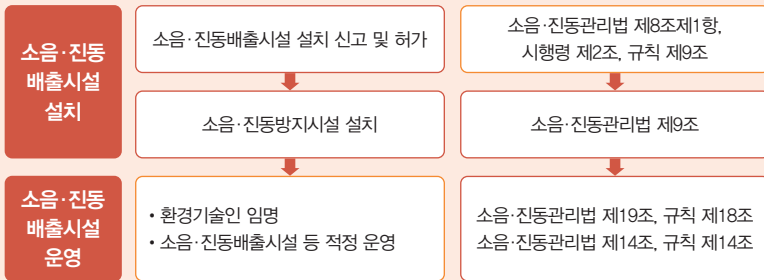 소음·진동
배출시설
설치
소음·진동배출시설 설치 신고 및 허가
소음·진동관리법 제8조제1항,
시행령 제2조, 규칙 제9조
소음·진동방지시설 설치
소음·진동관리법 제9조
소음·진동
배출시설
운영
• 환경기술인 임명
• 소음·진동배출시설 등 적정 운영
소음·진동관리법 제19조, 규칙 제18조
소음·진동관리법 제14조, 규칙 제14조